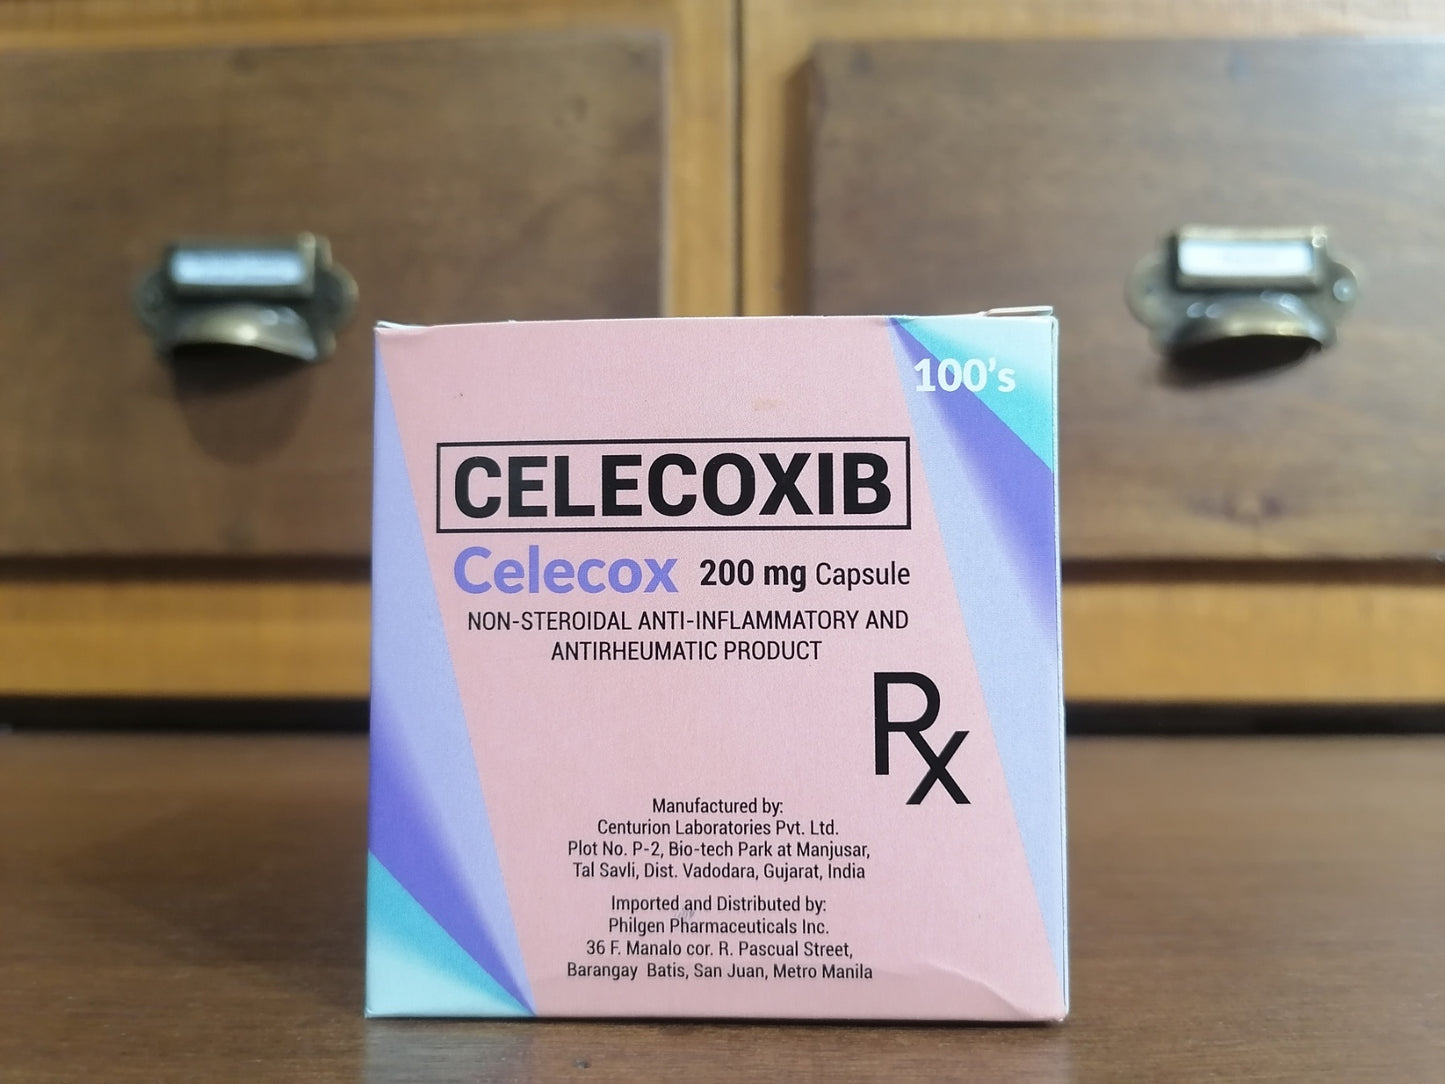 100's
CELECOXIB
Celecox 200 mg Capsule
NON-STEROIDAL ANTI-INFLAMMATORY AND
ANTIRHEUMATIC PRODUCT
Rx
Manufactured by:
Centurion Laboratories Pvt. Ltd.
Plot No. P-2, Bio-tech Park at Manjusar,
Tal Savli, Dist. Vadodara, Gujarat, India
Imported and Distributed by:
Philgen Pharmaceuticals Inc.
36 F. Manalo cor. R. Pascual Street,
Barangay Batis, San Juan, Metro Manila